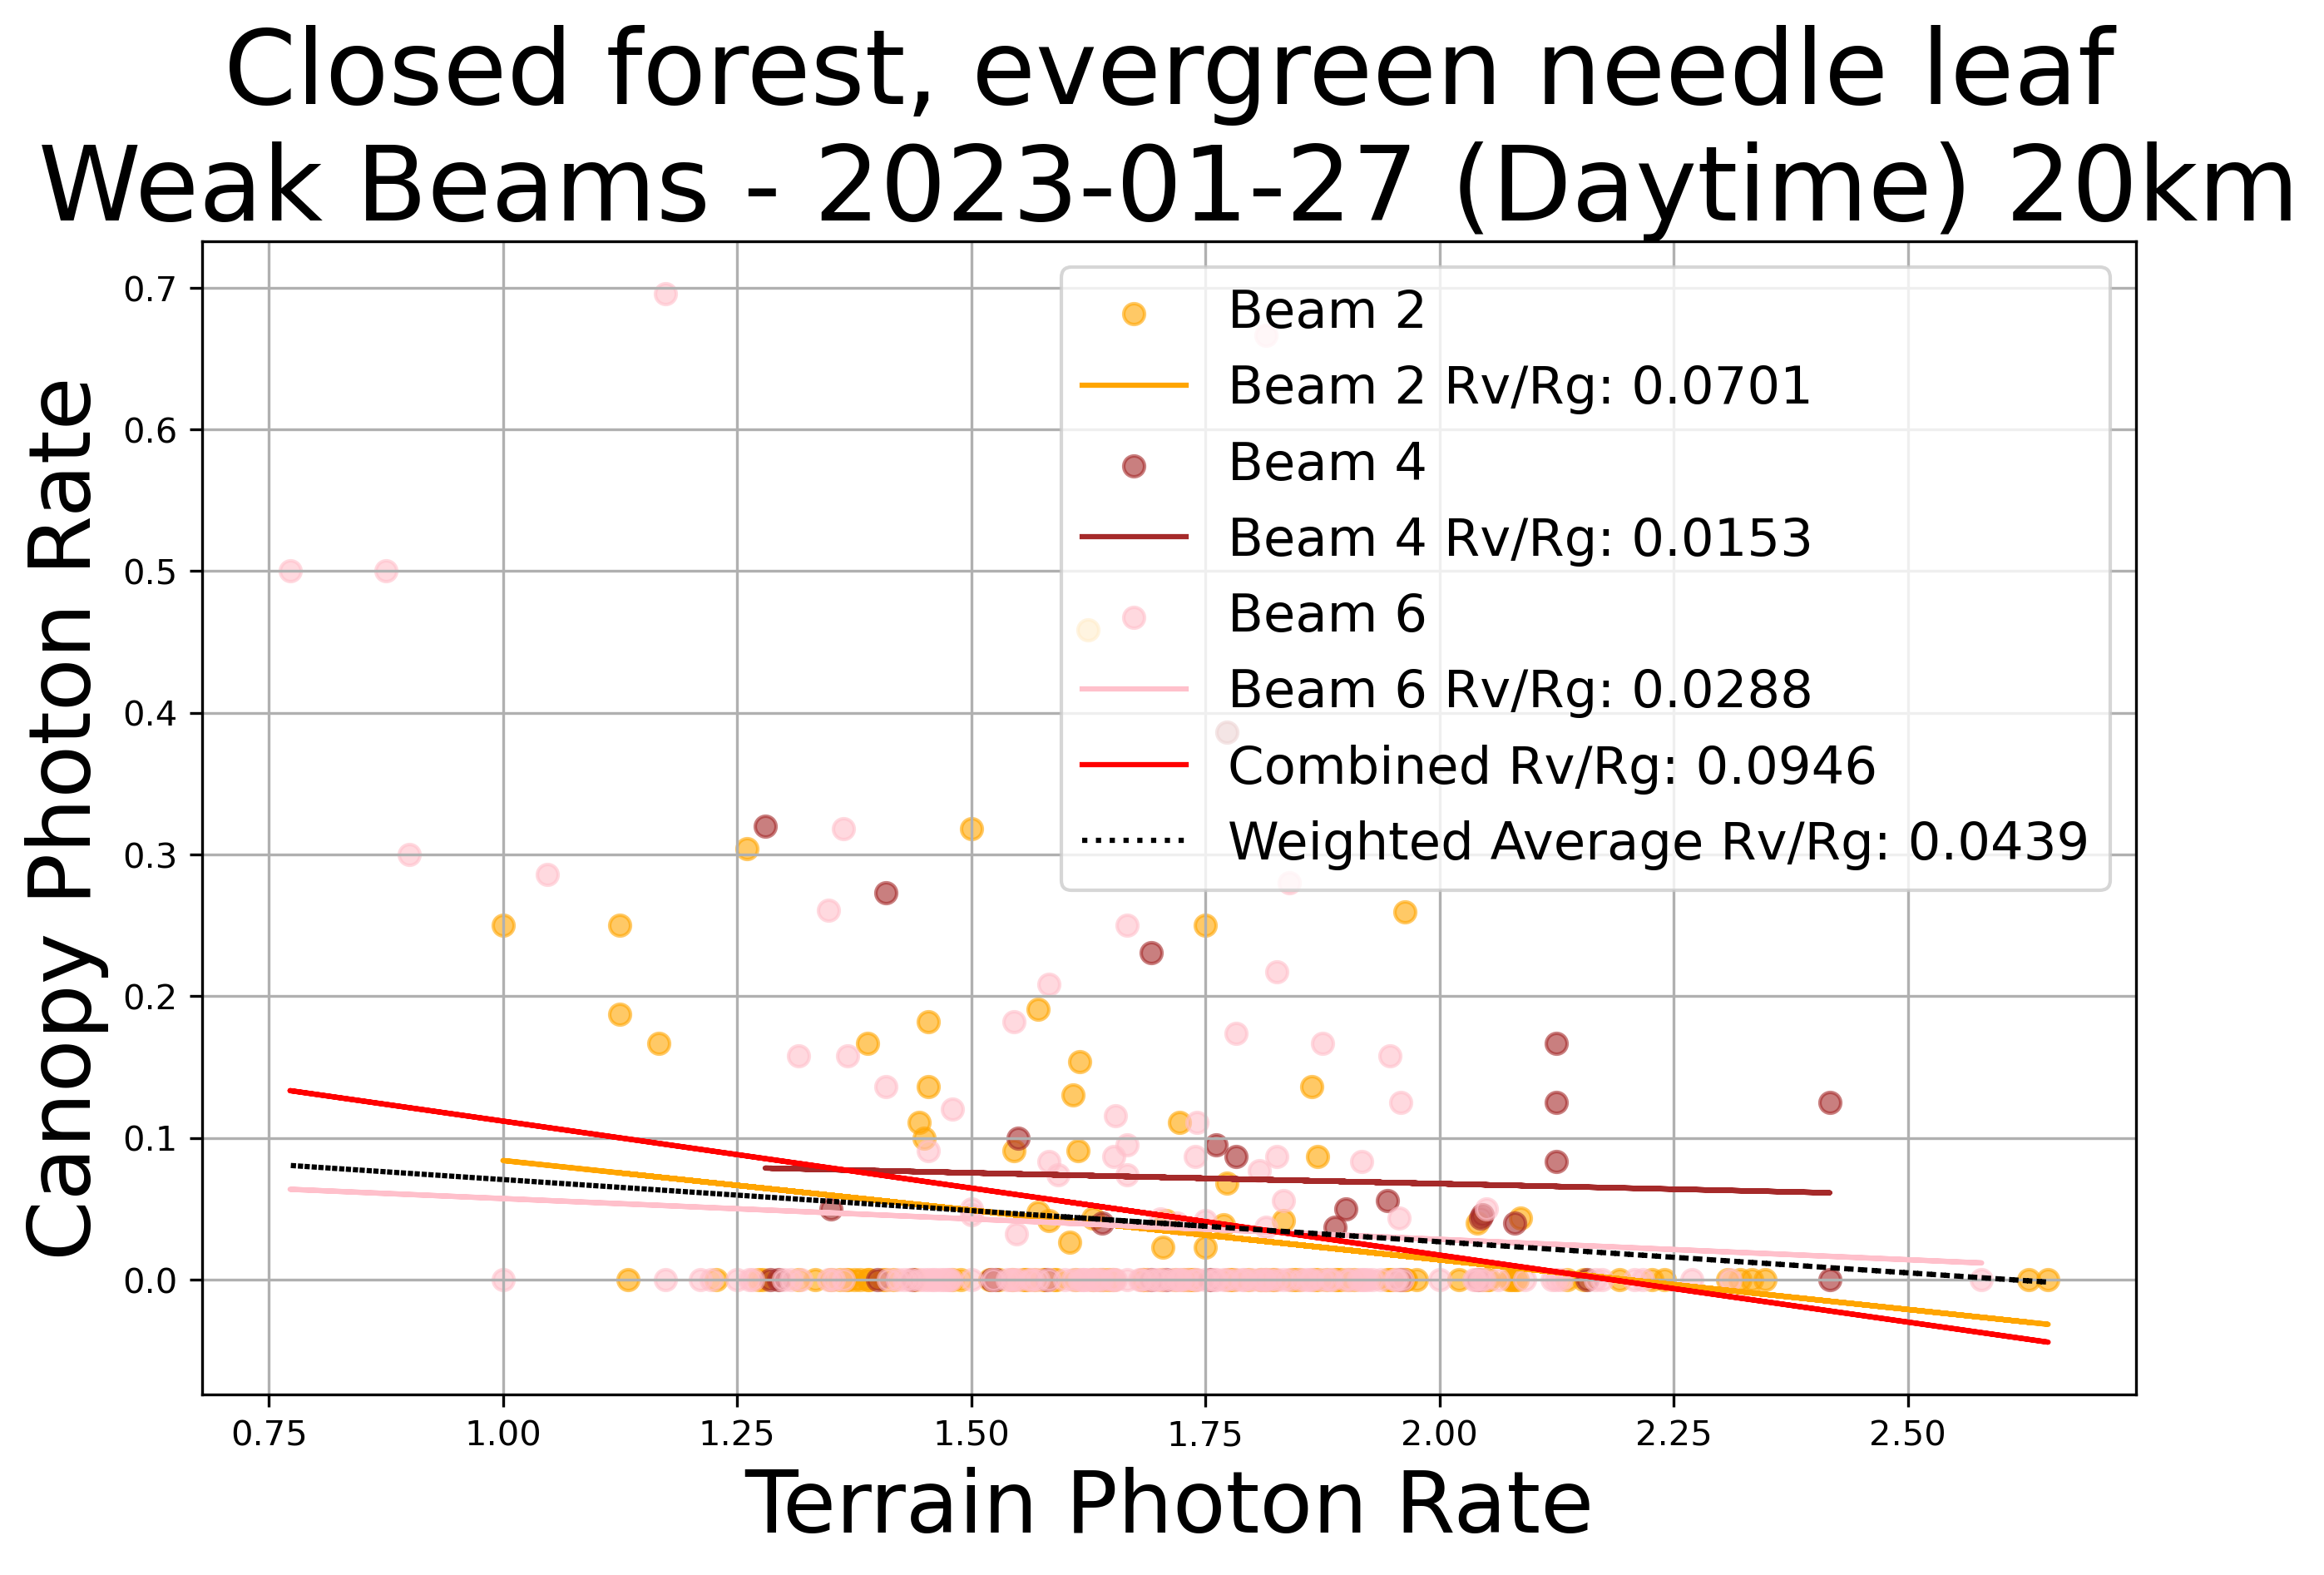 Closed forest, evergreen needle leaf
Weak Beams - 2023-01-27 (Daytime) 20km
Canopy Photon Rate
0.7
0.6
0.5
0.4
0.3
0.2
0.1
0.0
Beam 2
Beam 2 Rv/Rg: 0.0701
Beam 4
Beam 4 Rv/Rg: 0.0153
Beam 6
Beam 6 Rv/Rg: 0.0288
Combined Rv/Rg: 0.0946
Weighted Average Rv/Rg: 0.0439
0.75 1.00 1.25 1.50 1.75 2.00 2.25 2.50
Terrain Photon Rate